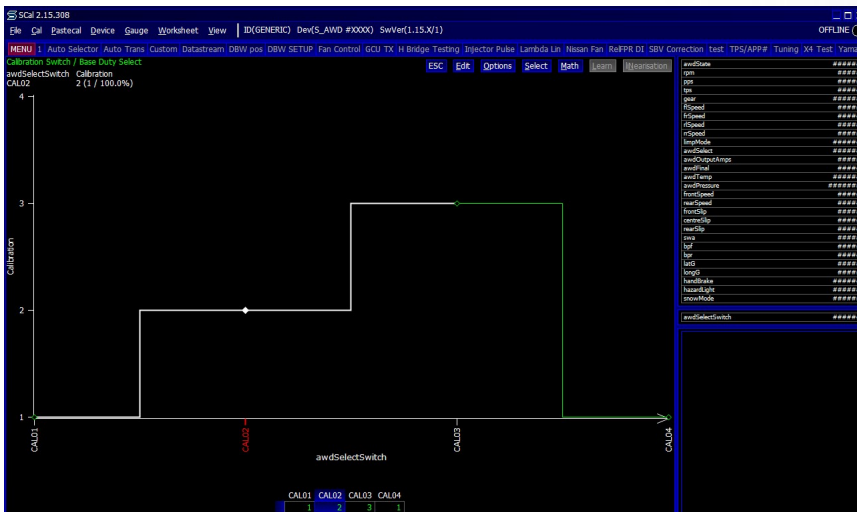 SCal 2.15.308
File Cal Pastecal Device Gauge Worksheet View ID(GENERIC) Dev(S_AWD #XXXX) SwVer(1.15.X/1) OFFLINE
MENU 1 Auto Selector Auto Trans Custom Datastream DBW pos DBW SETUP Fan Control GCU TX H Bridge Testing Injector Pulse Lambda Lin Nissan Fan RelFPR DI SBV Correction test TPS/APP# Tuning X4 Test Yama
Calibration Switch / Base Duty Select
ESC Edit Options Select Math Learn lINearisation
awdSelectSwitch Calibration
CAL02 2 (1 / 100.0%)
4
3
2
1
Calibration
CAL01
CAL02
CAL03
CAL04
awdSelectSwitch
CAL01 CAL02 CAL03 CAL04
1 2 3 1
awdState #####
rpm ####
pps ####
tps ####
gear #####
flSpeed ####
frSpeed ####
rlSpeed ####
rrSpeed ####
limpMode #####
awdSelect #####
awdOutputAmps ####
awdFinal ####
awdTemp #####
awdPressure ######
frontSpeed ####
rearSpeed ####
frontSlip ####
centreSlip ####
rearSlip ####
swa ####
bpf ####
bpr ####
latG ####
longG ####
handBrake #####
hazardLight #####
snowMode #####
awdSelectSwitch #####